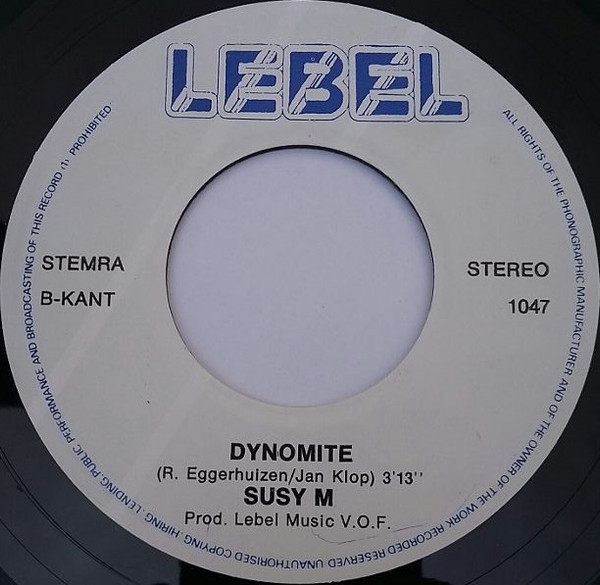 LEBEL
STEMRA
B-KANT
STEREO
1047
DYNOMITE
(R. Eggerhuizen/Jan Klop) 3'13''
SUSY M
Prod. Lebel Music V.O.F.
ALL RIGHTS OF THE PHONOGRAPHIC MANUFACTURER AND OF THE OWNER OF THE WORK RECORDED RESERVED UNAUTHORISED COPYING·HIRING·LENDING·PUBLIC PERFORMANCE AND BROADCASTING OF THIS RECORD (1) PROHIBITED·